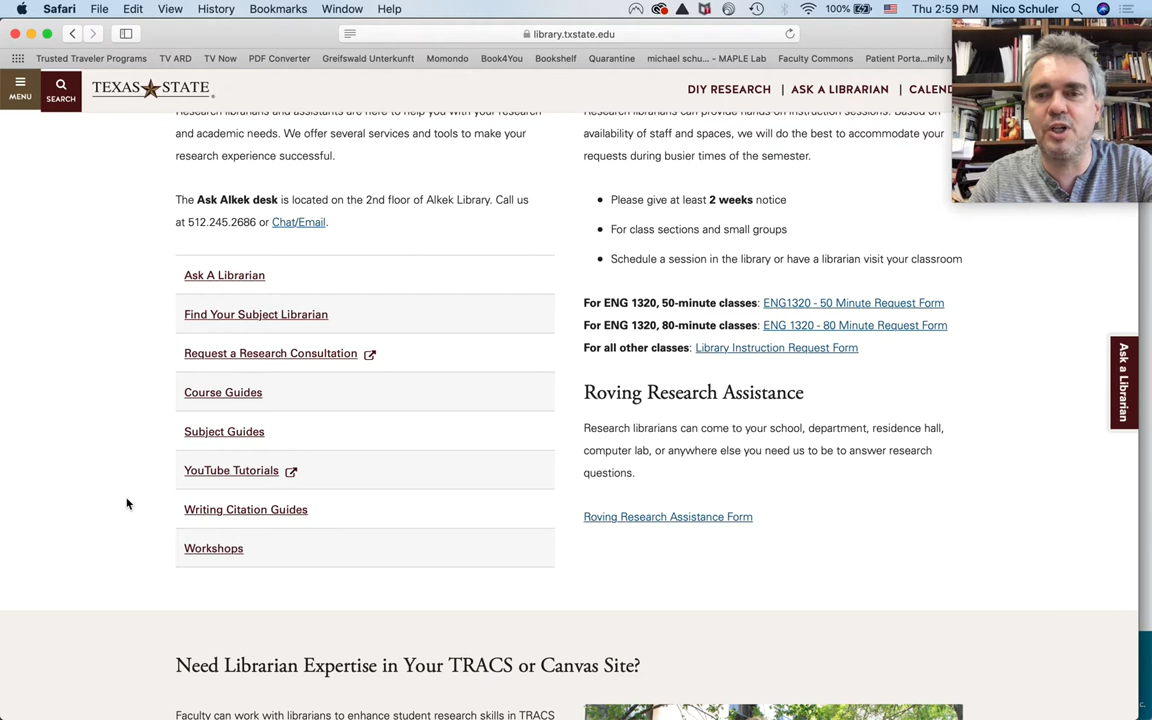 Safari File Edit View History Bookmarks Window Help 100% Thu 2:59 PM Nico Schuler
library.txstate.edu
Trusted Traveler Programs TV ARD TV Now PDF Converter Greifswald Unterkunft Momondo Book4You Bookshelf Quarantine michael schu... - MAPLE Lab Faculty Commons Patient Porta...mily M
MENU SEARCH TEXAS STATE DIY RESEARCH | ASK A LIBRARIAN | CALEND
Research librarians and assistants are here to help you with your research
and academic needs. We offer several services and tools to make your
research experience successful.
The Ask Alkek desk is located on the 2nd floor of Alkek Library. Call us
at 512.245.2686 or Chat/Email.
Ask A Librarian
Find Your Subject Librarian
Request a Research Consultation
Course Guides
Subject Guides
YouTube Tutorials
Writing Citation Guides
Workshops
Research librarians can provide hands-on instruction sessions. Based on
availability of staff and spaces, we will do the best to accommodate your
requests during busier times of the semester.
Please give at least 2 weeks notice
For class sections and small groups
Schedule a session in the library or have a librarian visit your classroom
For ENG 1320, 50-minute classes: ENG1320 - 50 Minute Request Form
For ENG 1320, 80-minute classes: ENG 1320 - 80 Minute Request Form
For all other classes: Library Instruction Request Form
Roving Research Assistance
Research librarians can come to your school, department, residence hall,
computer lab, or anywhere else you need us to be to answer research
questions.
Roving Research Assistance Form
Ask a Librarian
Need Librarian Expertise in Your TRACS or Canvas Site?
Faculty can work with librarians to enhance student research skills in TRACS
c.